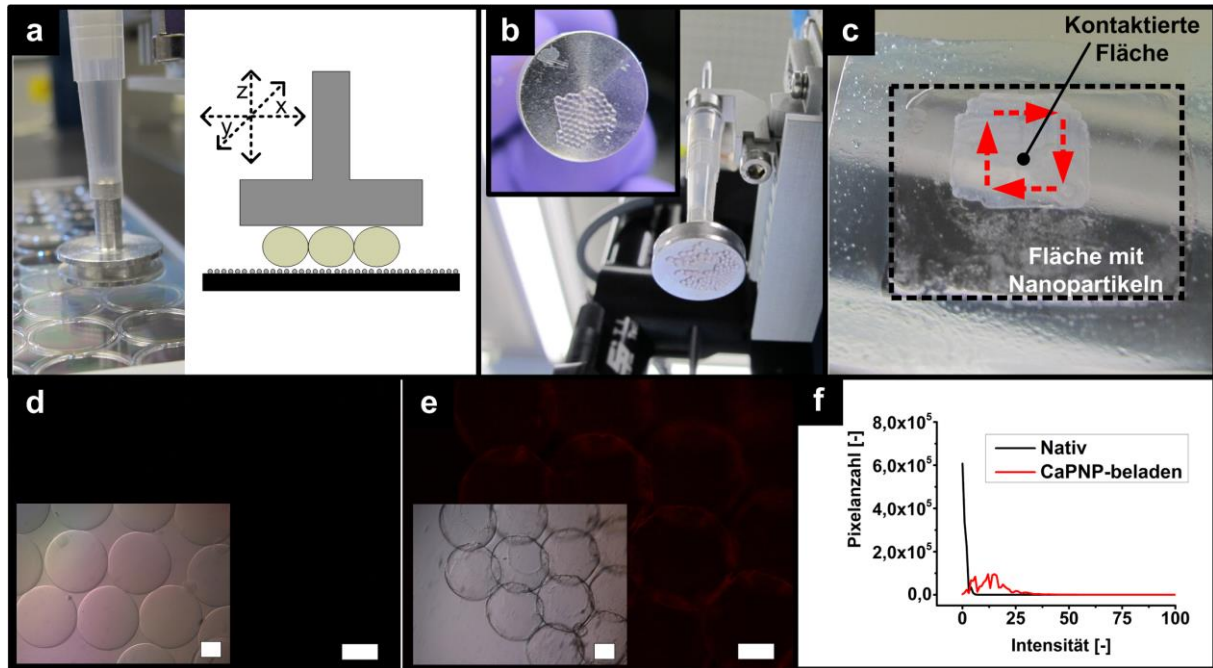 a
z
x
y
b
c
Kontaktierte
Fläche
Fläche mit
Nanopartikeln
d
e
f
8,0x10⁵
6,0x10⁵
4,0x10⁵
2,0x10⁵
0,0
Pixelanzahl [-]
Nativ
CaPNP-beladen
0
25
50
75
100
Intensität [-]